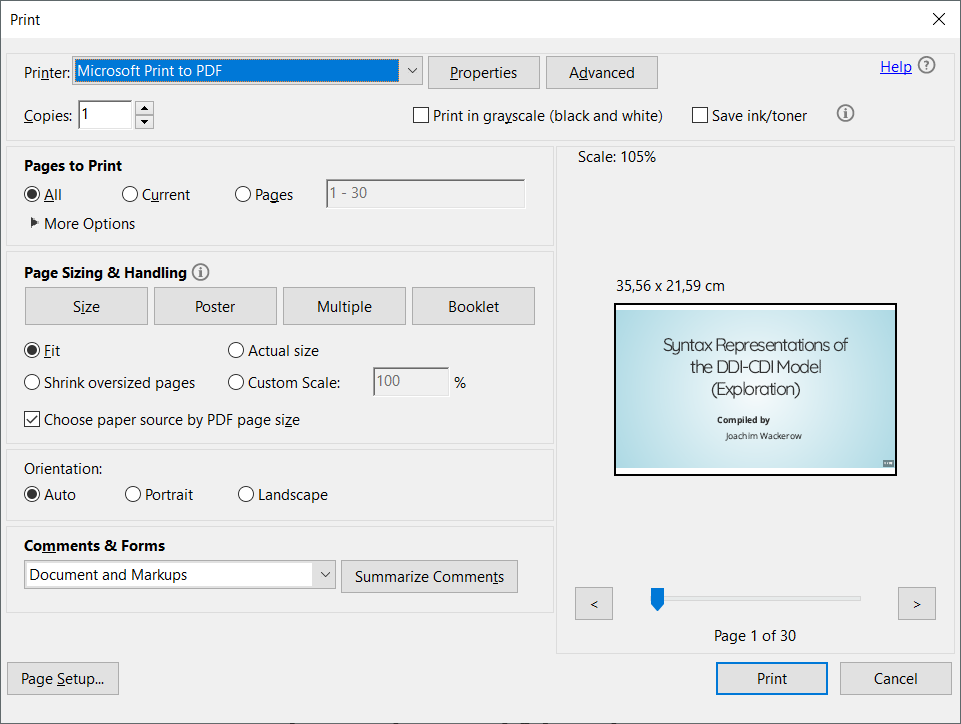 Print
Printer: Microsoft Print to PDF Properties Advanced Help ?
Copies: 1 Print in grayscale (black and white) Save ink/toner i
Pages to Print
All Current Pages 1 - 30
More Options
Page Sizing & Handling i
Size Poster Multiple Booklet
Fit Actual size
Shrink oversized pages Custom Scale: 100 %
Choose paper source by PDF page size
Orientation:
Auto Portrait Landscape
Comments & Forms
Document and Markups Summarize Comments
Scale: 105%
35,56 x 21,59 cm
Syntax Representations of
the DDI-CDI Model
(Exploration)
Compiled by
Joachim Wackerow
< >
Page 1 of 30
Page Setup... Print Cancel